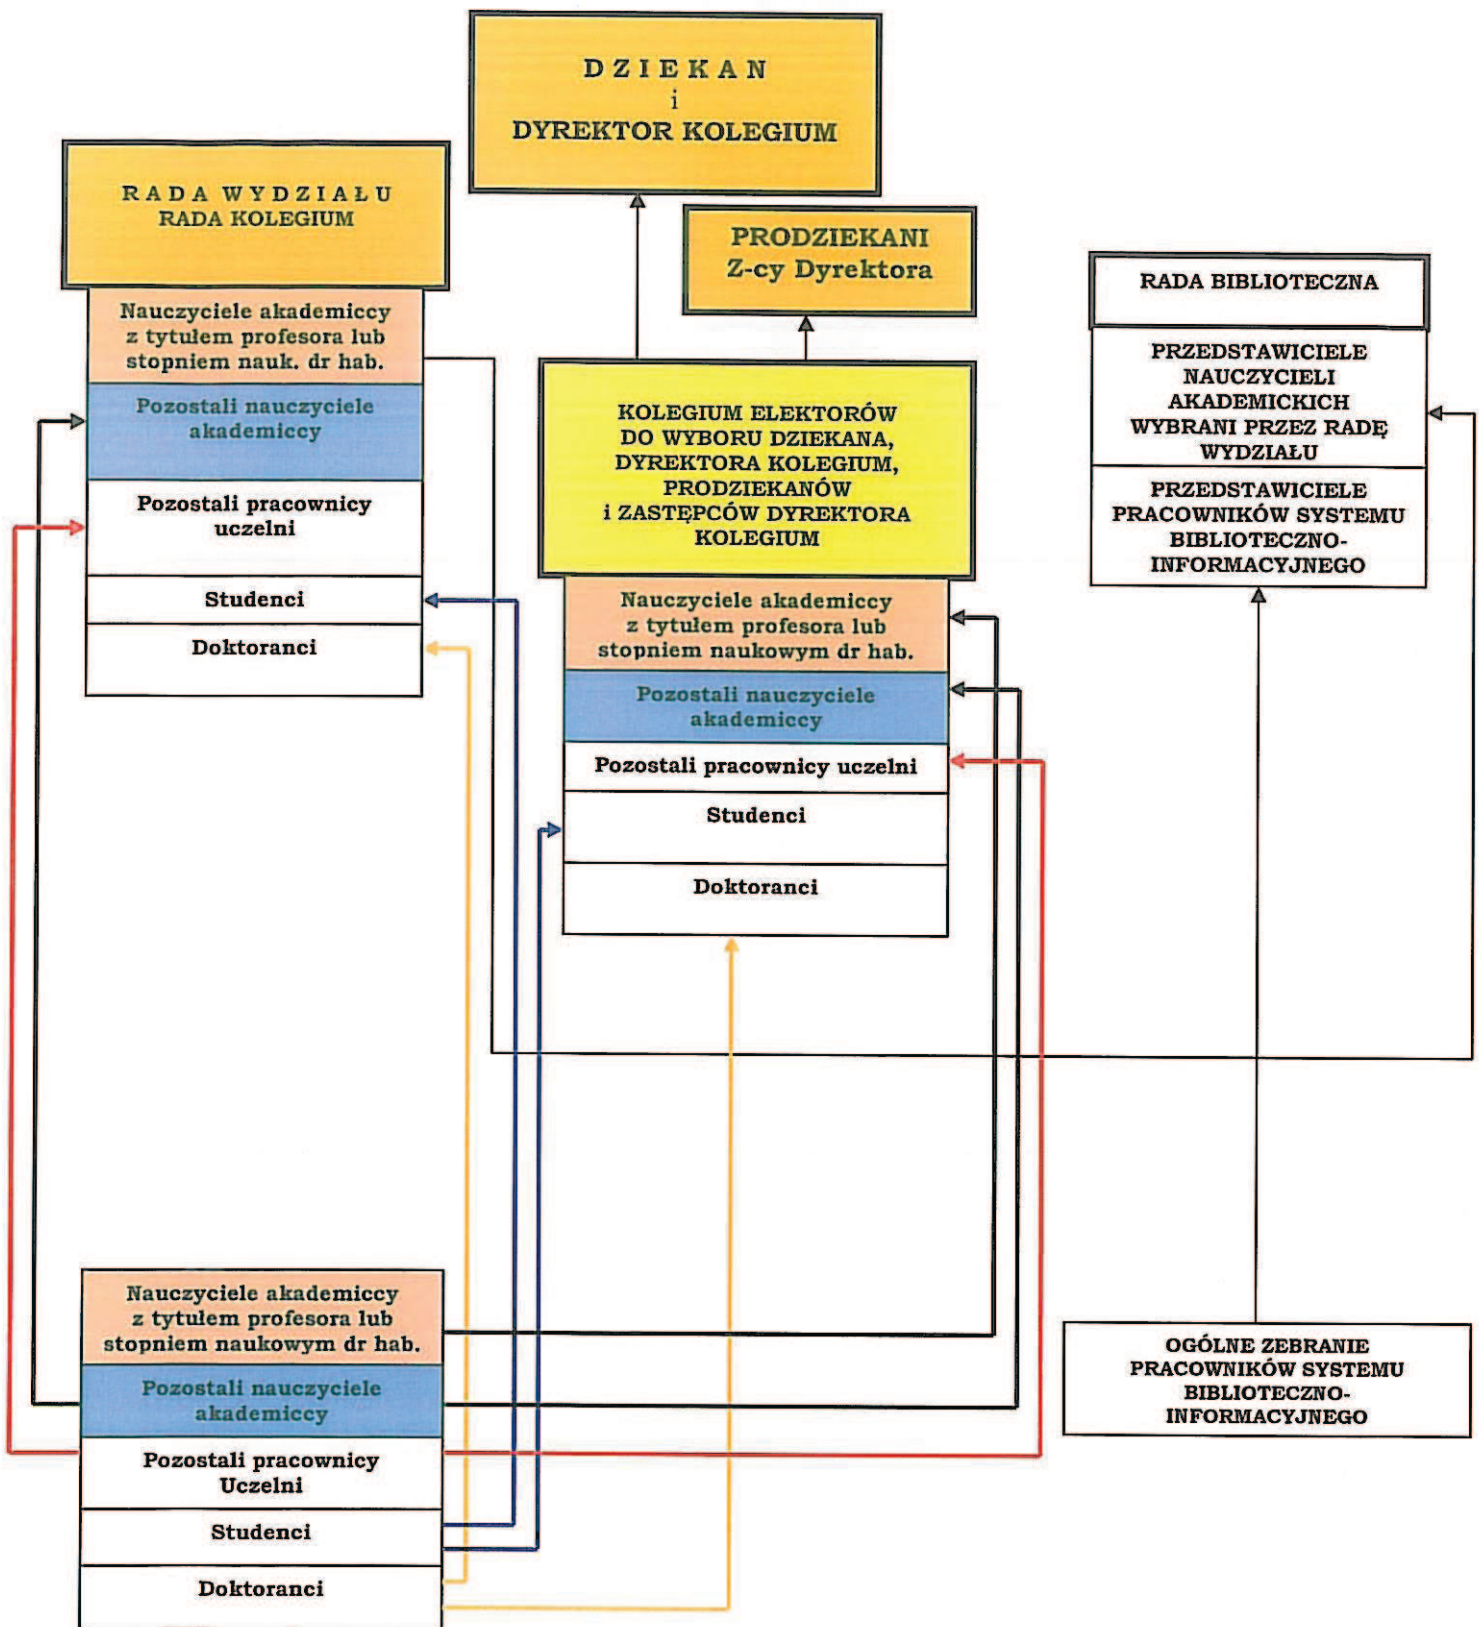 DZIEKAN
i
DYREKTOR KOLEGIUM
RADA WYDZIAŁU
RADA KOLEGIUM
PRODZIEKANI
Z-cy Dyrektora
Nauczyciele akademiccy
z tytułem profesora lub
stopniem nauk. dr hab.
Pozostali nauczyciele
akademiccy
Pozostali pracownicy
uczelni
Studenci
Doktoranci
KOLEGIUM ELEKTORÓW
DO WYBORU DZIEKANA,
DYREKTORA KOLEGIUM,
PRODZIEKANÓW
i ZASTĘPCÓW DYREKTORA
KOLEGIUM
Nauczyciele akademiccy
z tytułem profesora lub
stopniem naukowym dr hab.
Pozostali nauczyciele
akademiccy
Pozostali pracownicy uczelni
Studenci
Doktoranci
RADA BIBLIOTECZNA
PRZEDSTAWICIELE
NAUCZYCIELI
AKADEMICKICH
WYBRANI PRZEZ RADĘ
WYDZIAŁU
PRZEDSTAWICIELE
PRACOWNIKÓW SYSTEMU
BIBLIOTECZNO-
INFORMACYJNEGO
Nauczyciele akademiccy
z tytułem profesora lub
stopniem naukowym dr hab.
Pozostali nauczyciele
akademiccy
Pozostali pracownicy
Uczelni
Studenci
Doktoranci
OGÓLNE ZEBRANIE
PRACOWNIKÓW SYSTEMU
BIBLIOTECZNO-
INFORMACYJNEGO